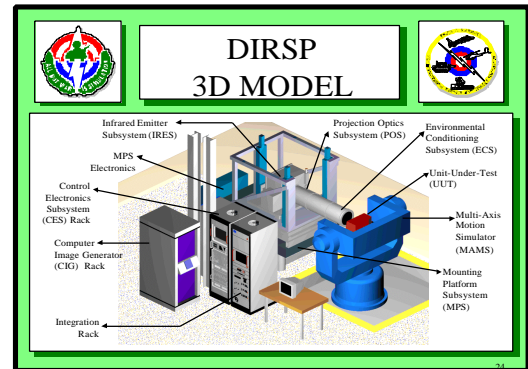 DIRSP
3D MODEL
Infrared Emitter
Subsystem (IRES)
Projection Optics
Subsystem (POS)
Environmental
Conditioning
Subsystem (ECS)
MPS
Electronics
Unit-Under-Test
(UUT)
Control
Electronics
Subsystem
(CES) Rack
Multi-Axis
Motion
Simulator
(MAMS)
Computer
Image Generator
(CIG) Rack
Mounting
Platform
Subsystem
(MPS)
Integration
Rack
24